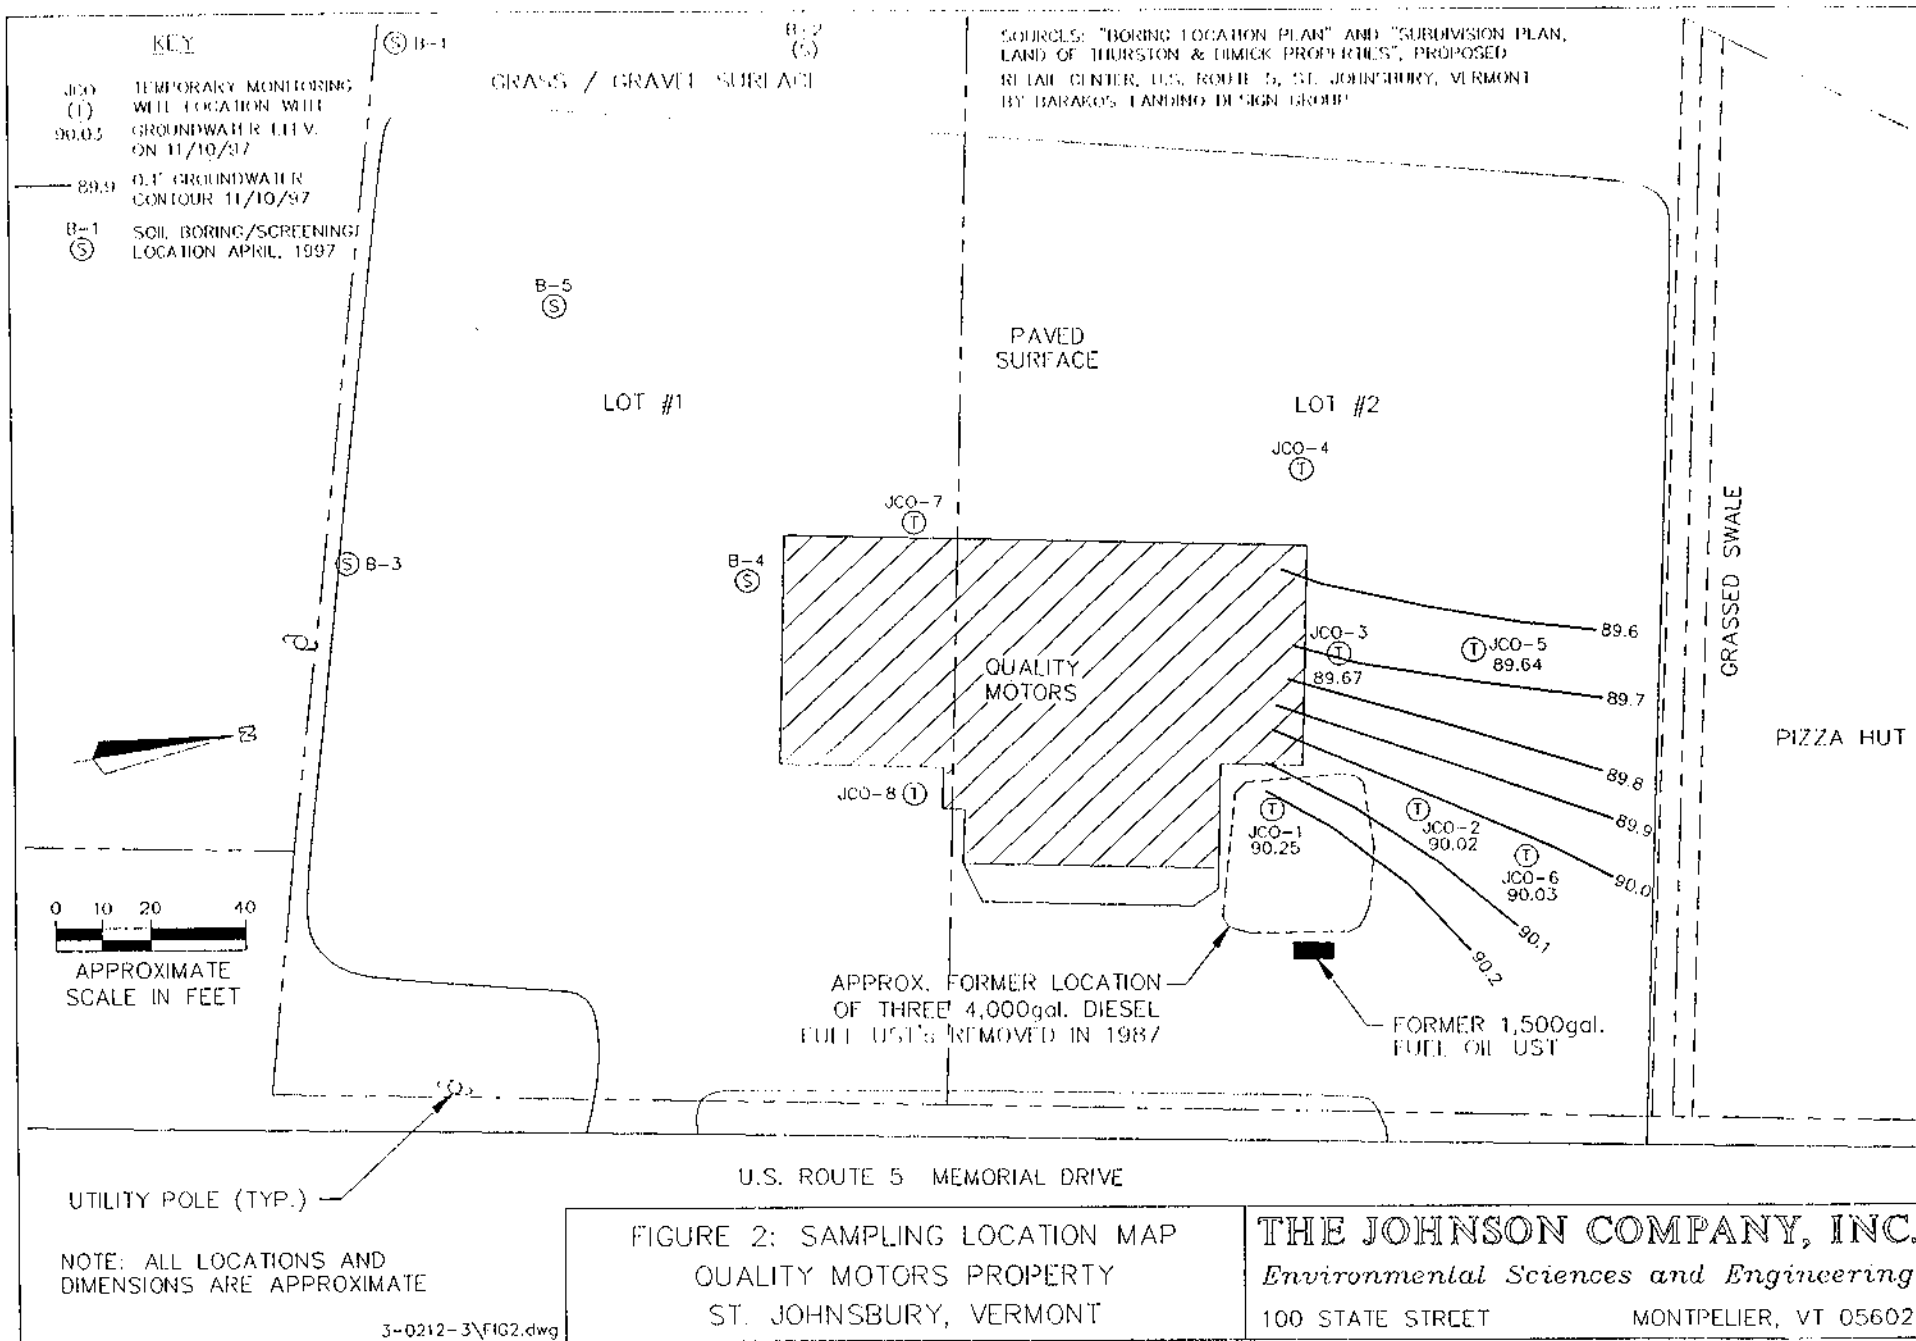 KEY
JCO
(T)
90.03
TEMPORARY MONITORING
WELL LOCATION WITH
GROUNDWATER ELEV.
ON 11/10/97
89.9
0.1' GROUNDWATER
CONTOUR 11/10/97
B-1
S
SOIL BORING/SCREENING
LOCATION APRIL, 1997
S B-1
B-2
(S)
GRASS / GRAVEL SURFACE
SOURCES: "BORING LOCATION PLAN" AND "SUBDIVISION PLAN,
LAND OF THURSTON & DIMICK PROPERTIES", PROPOSED
RETAIL CENTER, U.S. ROUTE 5, ST. JOHNSBURY, VERMONT
BY BARAKOS LANDINO DESIGN GROUP
B-5
S
PAVED
SURFACE
LOT #1
LOT #2
JCO-4
T
JCO-7
T
S B-3
B-4
S
GRASSED SWALE
89.6
JCO-3
T
89.67
T JCO-5
89.64
QUALITY
MOTORS
89.7
PIZZA HUT
89.8
JCO-8 T
T
JCO-1
90.25
T
JCO-2
90.02
89.9
T
JCO-6
90.03
90.0
90.1
90.2
0 10 20 40
APPROXIMATE
SCALE IN FEET
APPROX. FORMER LOCATION
OF THREE 4,000gal. DIESEL
FUEL UST's REMOVED IN 1987
FORMER 1,500gal.
FUEL OIL UST
U.S. ROUTE 5 MEMORIAL DRIVE
UTILITY POLE (TYP.)
NOTE: ALL LOCATIONS AND
DIMENSIONS ARE APPROXIMATE
3-0212-3\FIG2.dwg
FIGURE 2: SAMPLING LOCATION MAP
QUALITY MOTORS PROPERTY
ST. JOHNSBURY, VERMONT
THE JOHNSON COMPANY, INC.
Environmental Sciences and Engineering
100 STATE STREET MONTPELIER, VT 05602